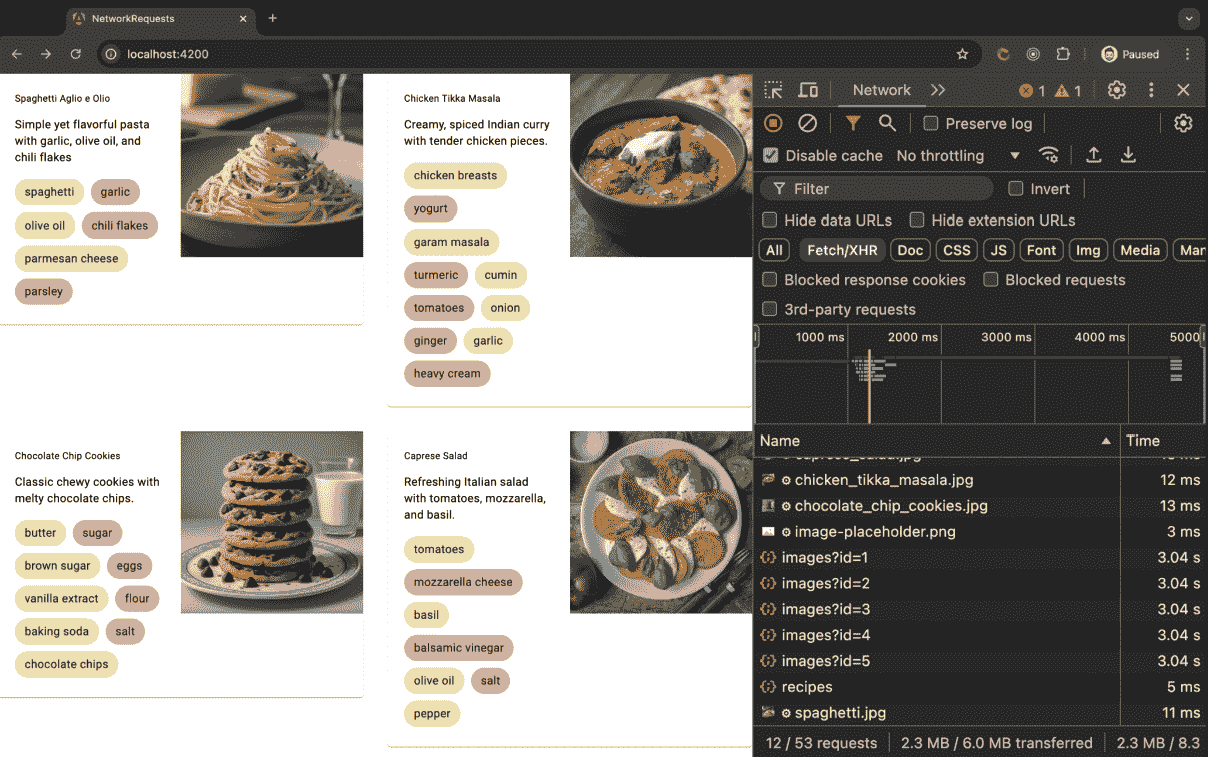 NetworkRequests
localhost:4200
Paused
Spaghetti Aglio e Olio
Simple yet flavorful pasta
with garlic, olive oil, and
chili flakes
spaghetti garlic
olive oil chili flakes
parmesan cheese
parsley
Chicken Tikka Masala
Creamy, spiced Indian curry
with tender chicken pieces.
chicken breasts
yogurt
garam masala
turmeric cumin
tomatoes onion
ginger garlic
heavy cream
Chocolate Chip Cookies
Classic chewy cookies with
melty chocolate chips.
butter sugar
brown sugar eggs
vanilla extract flour
baking soda salt
chocolate chips
Caprese Salad
Refreshing Italian salad
with tomatoes, mozzarella,
and basil.
tomatoes
mozzarella cheese
basil
balsamic vinegar
olive oil salt
pepper
Network 1 1
Preserve log
Disable cache No throttling
Filter Invert
Hide data URLs Hide extension URLs
All Fetch/XHR Doc CSS JS Font Img Media Mar
Blocked response cookies Blocked requests
3rd-party requests
1000 ms 2000 ms 3000 ms 4000 ms 5000
Name Time
caprese_salad.jpg
chicken_tikka_masala.jpg 12 ms
chocolate_chip_cookies.jpg 13 ms
image-placeholder.png 3 ms
images?id=1 3.04 s
images?id=2 3.04 s
images?id=3 3.04 s
images?id=4 3.04 s
images?id=5 3.04 s
recipes 5 ms
spaghetti.jpg 11 ms
12 / 53 requests 2.3 MB / 6.0 MB transferred 2.3 MB / 8.3